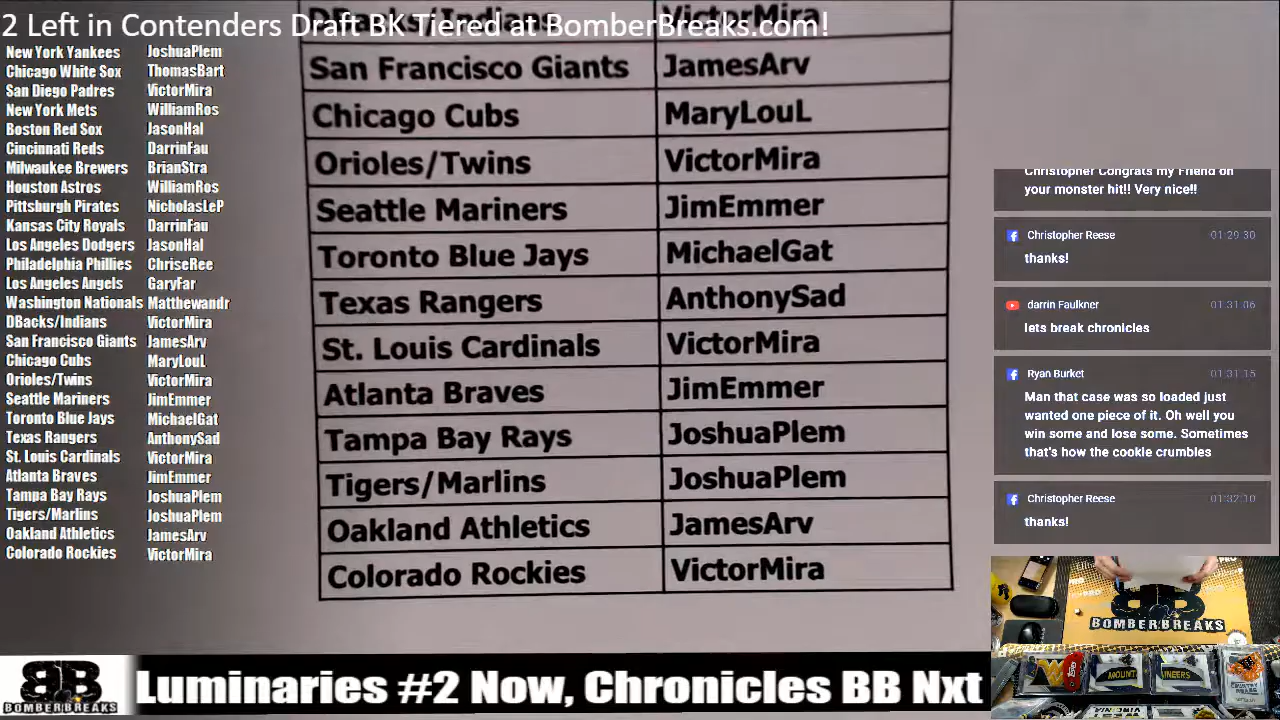 2 Left in Contenders Draft BK Tiered at BomberBreaks.com!
New York Yankees JoshuaPlem
Chicago White Sox ThomasBart
San Diego Padres VictorMira
New York Mets WilliamRos
Boston Red Sox JasonHal
Cincinnati Reds DarrinFau
Milwaukee Brewers BrianStra
Houston Astros WilliamRos
Pittsburgh Pirates NicholasLeP
Kansas City Royals DarrinFau
Los Angeles Dodgers JasonHal
Philadelphia Phillies ChriseRee
Los Angeles Angels GaryFar
Washington Nationals Matthewandr
DBacks/Indians VictorMira
San Francisco Giants JamesArv
Chicago Cubs MaryLouL
Orioles/Twins VictorMira
Seattle Mariners JimEmmer
Toronto Blue Jays MichaelGat
Texas Rangers AnthonySad
St. Louis Cardinals VictorMira
Atlanta Braves JimEmmer
Tampa Bay Rays JoshuaPlem
Tigers/Marlins JoshuaPlem
Oakland Athletics JamesArv
Colorado Rockies VictorMira
DBacks/Indians VictorMira
San Francisco Giants JamesArv
Chicago Cubs MaryLouL
Orioles/Twins VictorMira
Seattle Mariners JimEmmer
Toronto Blue Jays MichaelGat
Texas Rangers AnthonySad
St. Louis Cardinals VictorMira
Atlanta Braves JimEmmer
Tampa Bay Rays JoshuaPlem
Tigers/Marlins JoshuaPlem
Oakland Athletics JamesArv
Colorado Rockies VictorMira
Christopher Congrats my Friend on
your monster hit!! Very nice!!
Christopher Reese 01:29:30
thanks!
darrin Faulkner 01:31:06
lets break chronicles
Ryan Burket 01:31:15
Man that case was so loaded just
wanted one piece of it. Oh well you
win some and lose some. Sometimes
that's how the cookie crumbles
Christopher Reese 01:32:10
thanks!
BOMBERBREAKS
MOUNT
INEERS
BB
BOMBERBREAKS
Luminaries #2 Now, Chronicles BB Nxt